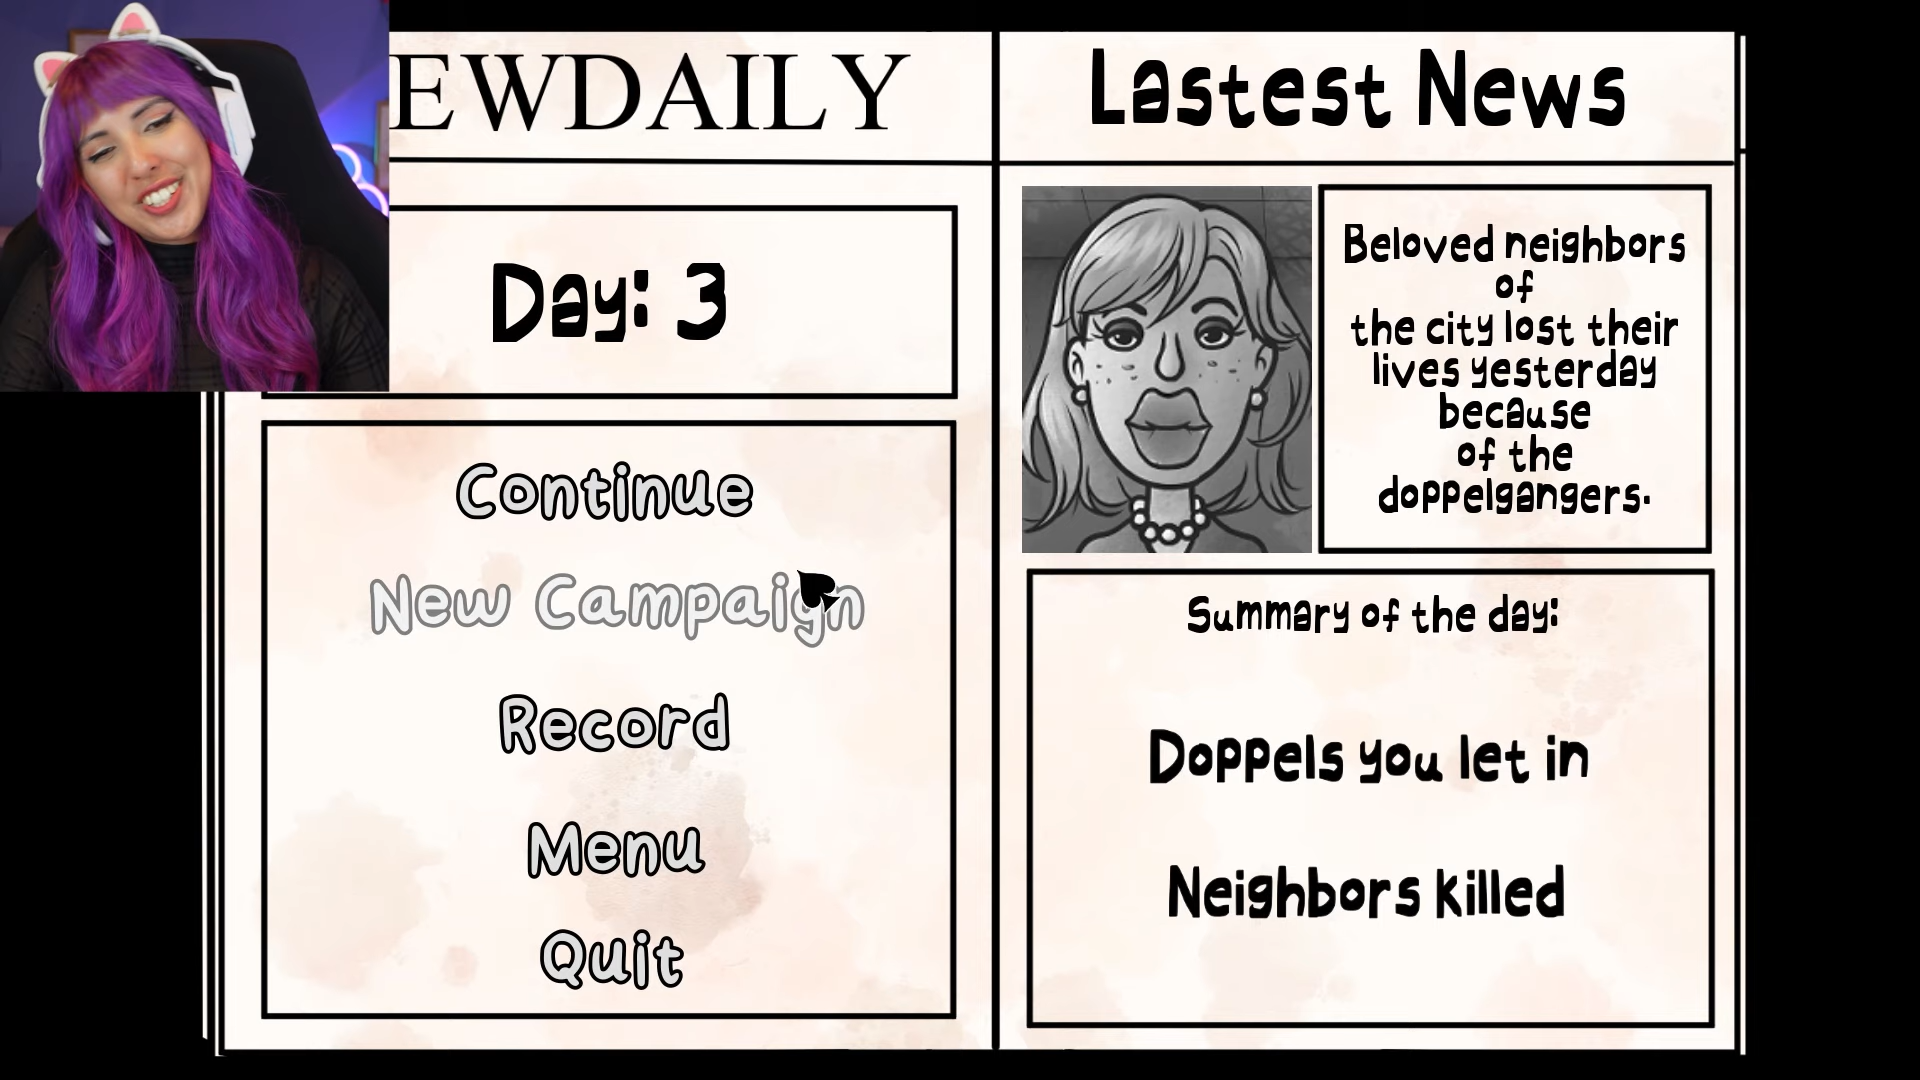 EWDAILY
Lastest News
Day: 3
Continue
New Campaign
Record
Menu
Quit
Beloved neighbors
of
the city lost their
lives yesterday
because
of the
doppelgangers.
Summary of the day:
Doppels you let in
Neighbors killed